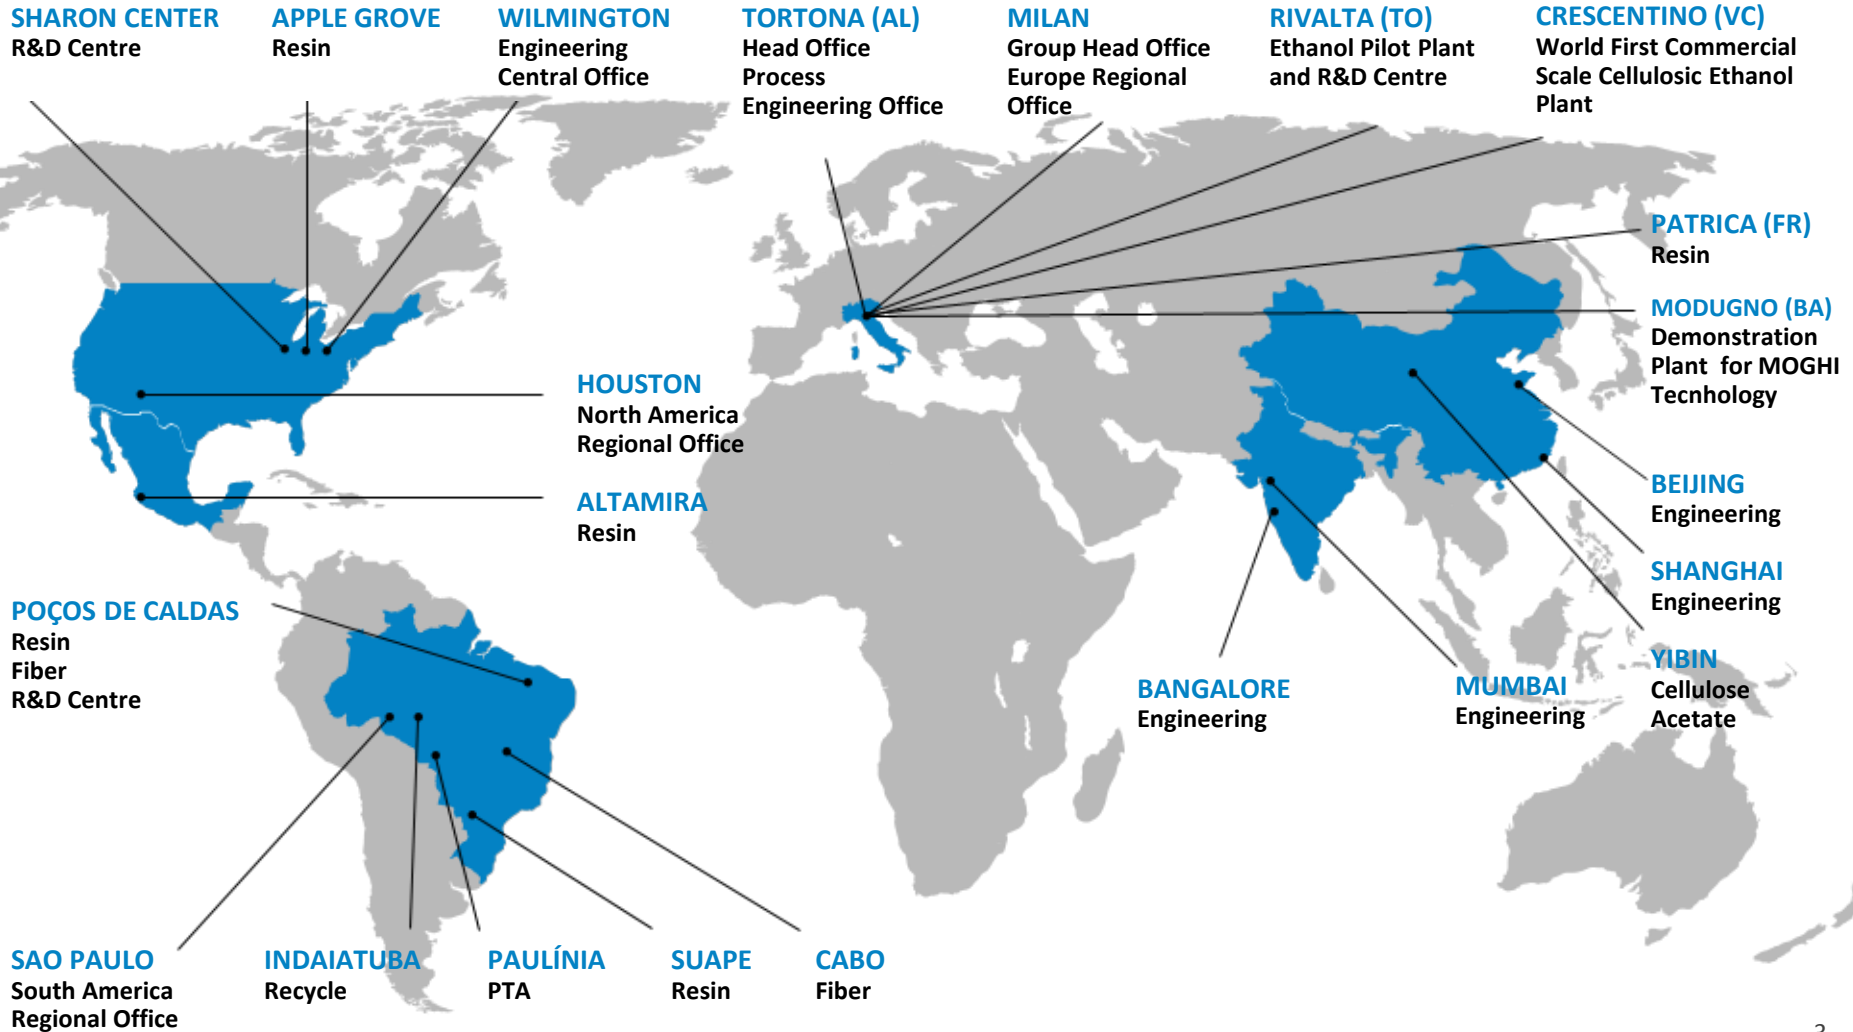 SHARON CENTER
R&D Centre
APPLE GROVE
Resin
WILMINGTON
Engineering
Central Office
TORTONA (AL)
Head Office
Process
Engineering Office
MILAN
Group Head Office
Europe Regional
Office
RIVALTA (TO)
Ethanol Pilot Plant
and R&D Centre
CRESCENTINO (VC)
World First Commercial
Scale Cellulosic Ethanol
Plant
PATRICA (FR)
Resin
MODUGNO (BA)
Demonstration
Plant for MOGHI
Tecnhology
HOUSTON
North America
Regional Office
ALTAMIRA
Resin
BEIJING
Engineering
SHANGHAI
Engineering
YIBIN
Cellulose
Acetate
MUMBAI
Engineering
BANGALORE
Engineering
POÇOS DE CALDAS
Resin
Fiber
R&D Centre
SAO PAULO
South America
Regional Office
INDAIATUBA
Recycle
PAULÍNIA
PTA
SUAPE
Resin
CABO
Fiber